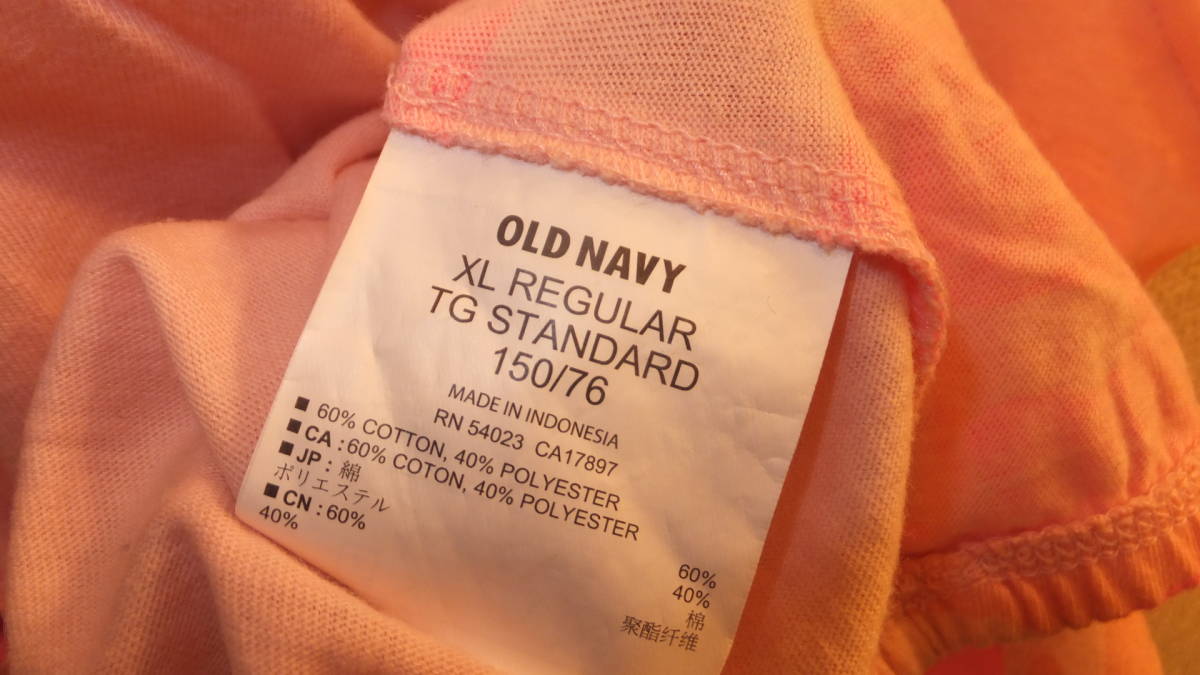 OLD NAVY
XL REGULAR
TG STANDARD
150/76
MADE IN INDONESIA
RN 54023 CA17897
■ 60% COTTON, 40% POLYESTER
■ CA : 60% COTON, 40% POLYESTER
■ JP : 綿 60%
ポリエステル 40%
■ CN : 60% 棉
40% 聚酯纤维